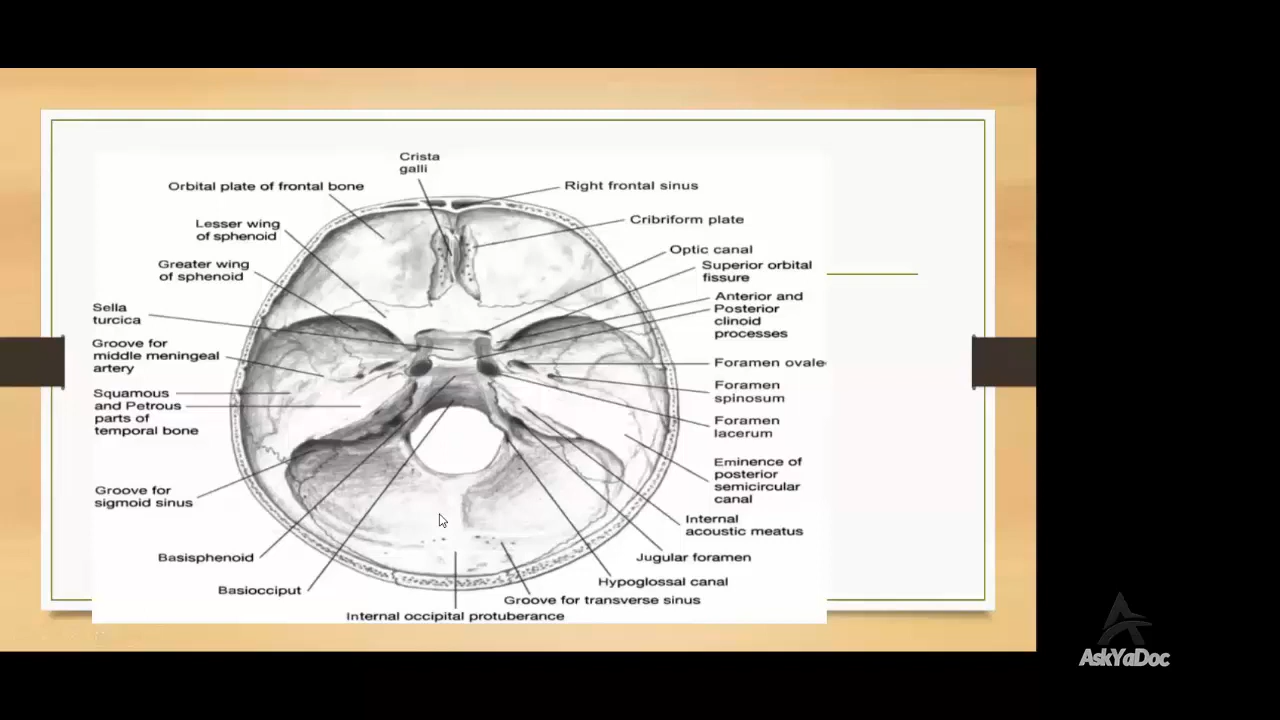 Crista
galli
Orbital plate of frontal bone
Right frontal sinus
Lesser wing
of sphenoid
Cribriform plate
Greater wing
of sphenoid
Optic canal
Superior orbital
fissure
Sella
turcica
Anterior and
Posterior
clinoid
processes
Groove for
middle meningeal
artery
Foramen ovale
Squamous
and Petrous
parts of
temporal bone
Foramen
spinosum
Foramen
lacerum
Groove for
sigmoid sinus
Eminence of
posterior
semicircular
canal
Internal
acoustic meatus
Basisphenoid
Jugular foramen
Basiocciput
Hypoglossal canal
Groove for transverse sinus
Internal occipital protuberance
AskYaDoc